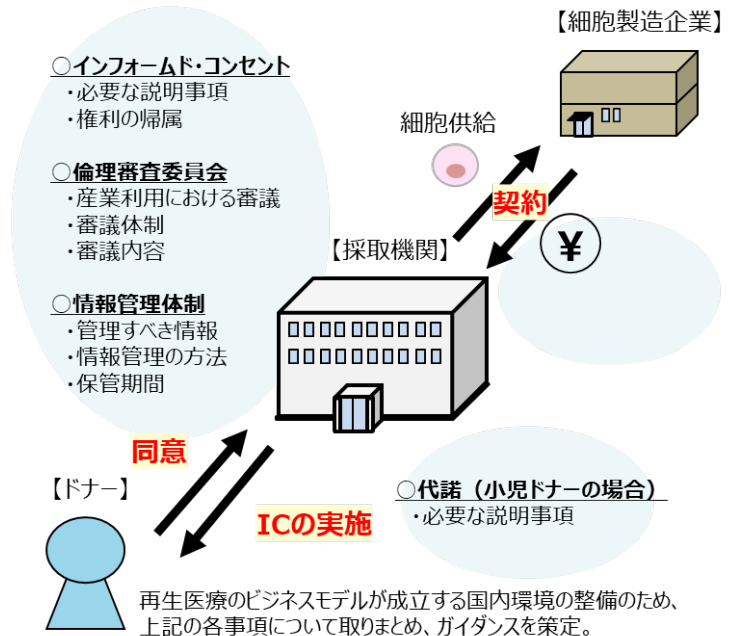 【細胞製造企業】
○インフォームド・コンセント
・必要な説明事項
・権利の帰属
細胞供給
○倫理審査委員会
・産業利用における審議
・審議体制
・審議内容
契約
¥
【採取機関】
○情報管理体制
・管理すべき情報
・情報管理の方法
・保管期間
同意
【ドナー】
ICの実施
○代諾（小児ドナーの場合）
・必要な説明事項
再生医療のビジネスモデルが成立する国内環境の整備のため、
上記の各事項について取りまとめ、ガイダンスを策定。